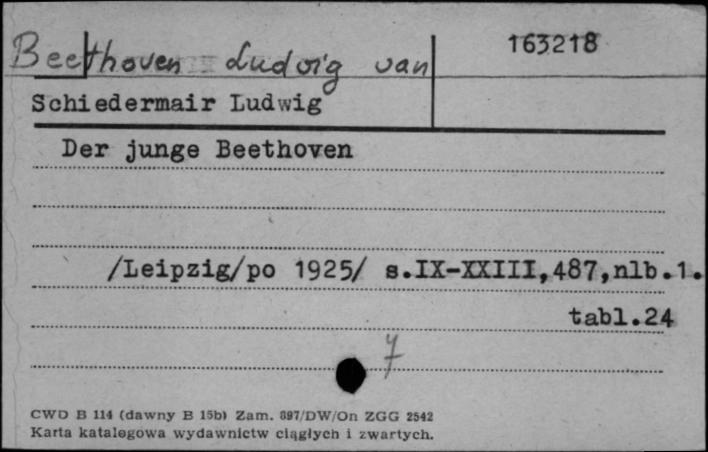 Beethoven Ludwig van
163218
Schiedermair Ludwig
Der junge Beethoven
/Leipzig/po 1925/ s.IX-XXIII,487,nlb.1.
tabl.24
7
CWD B 114 (dawny B 15b) Zam. 897/DW/On ZGG 2542
Karta katalogowa wydawnictw ciągłych i zwartych.